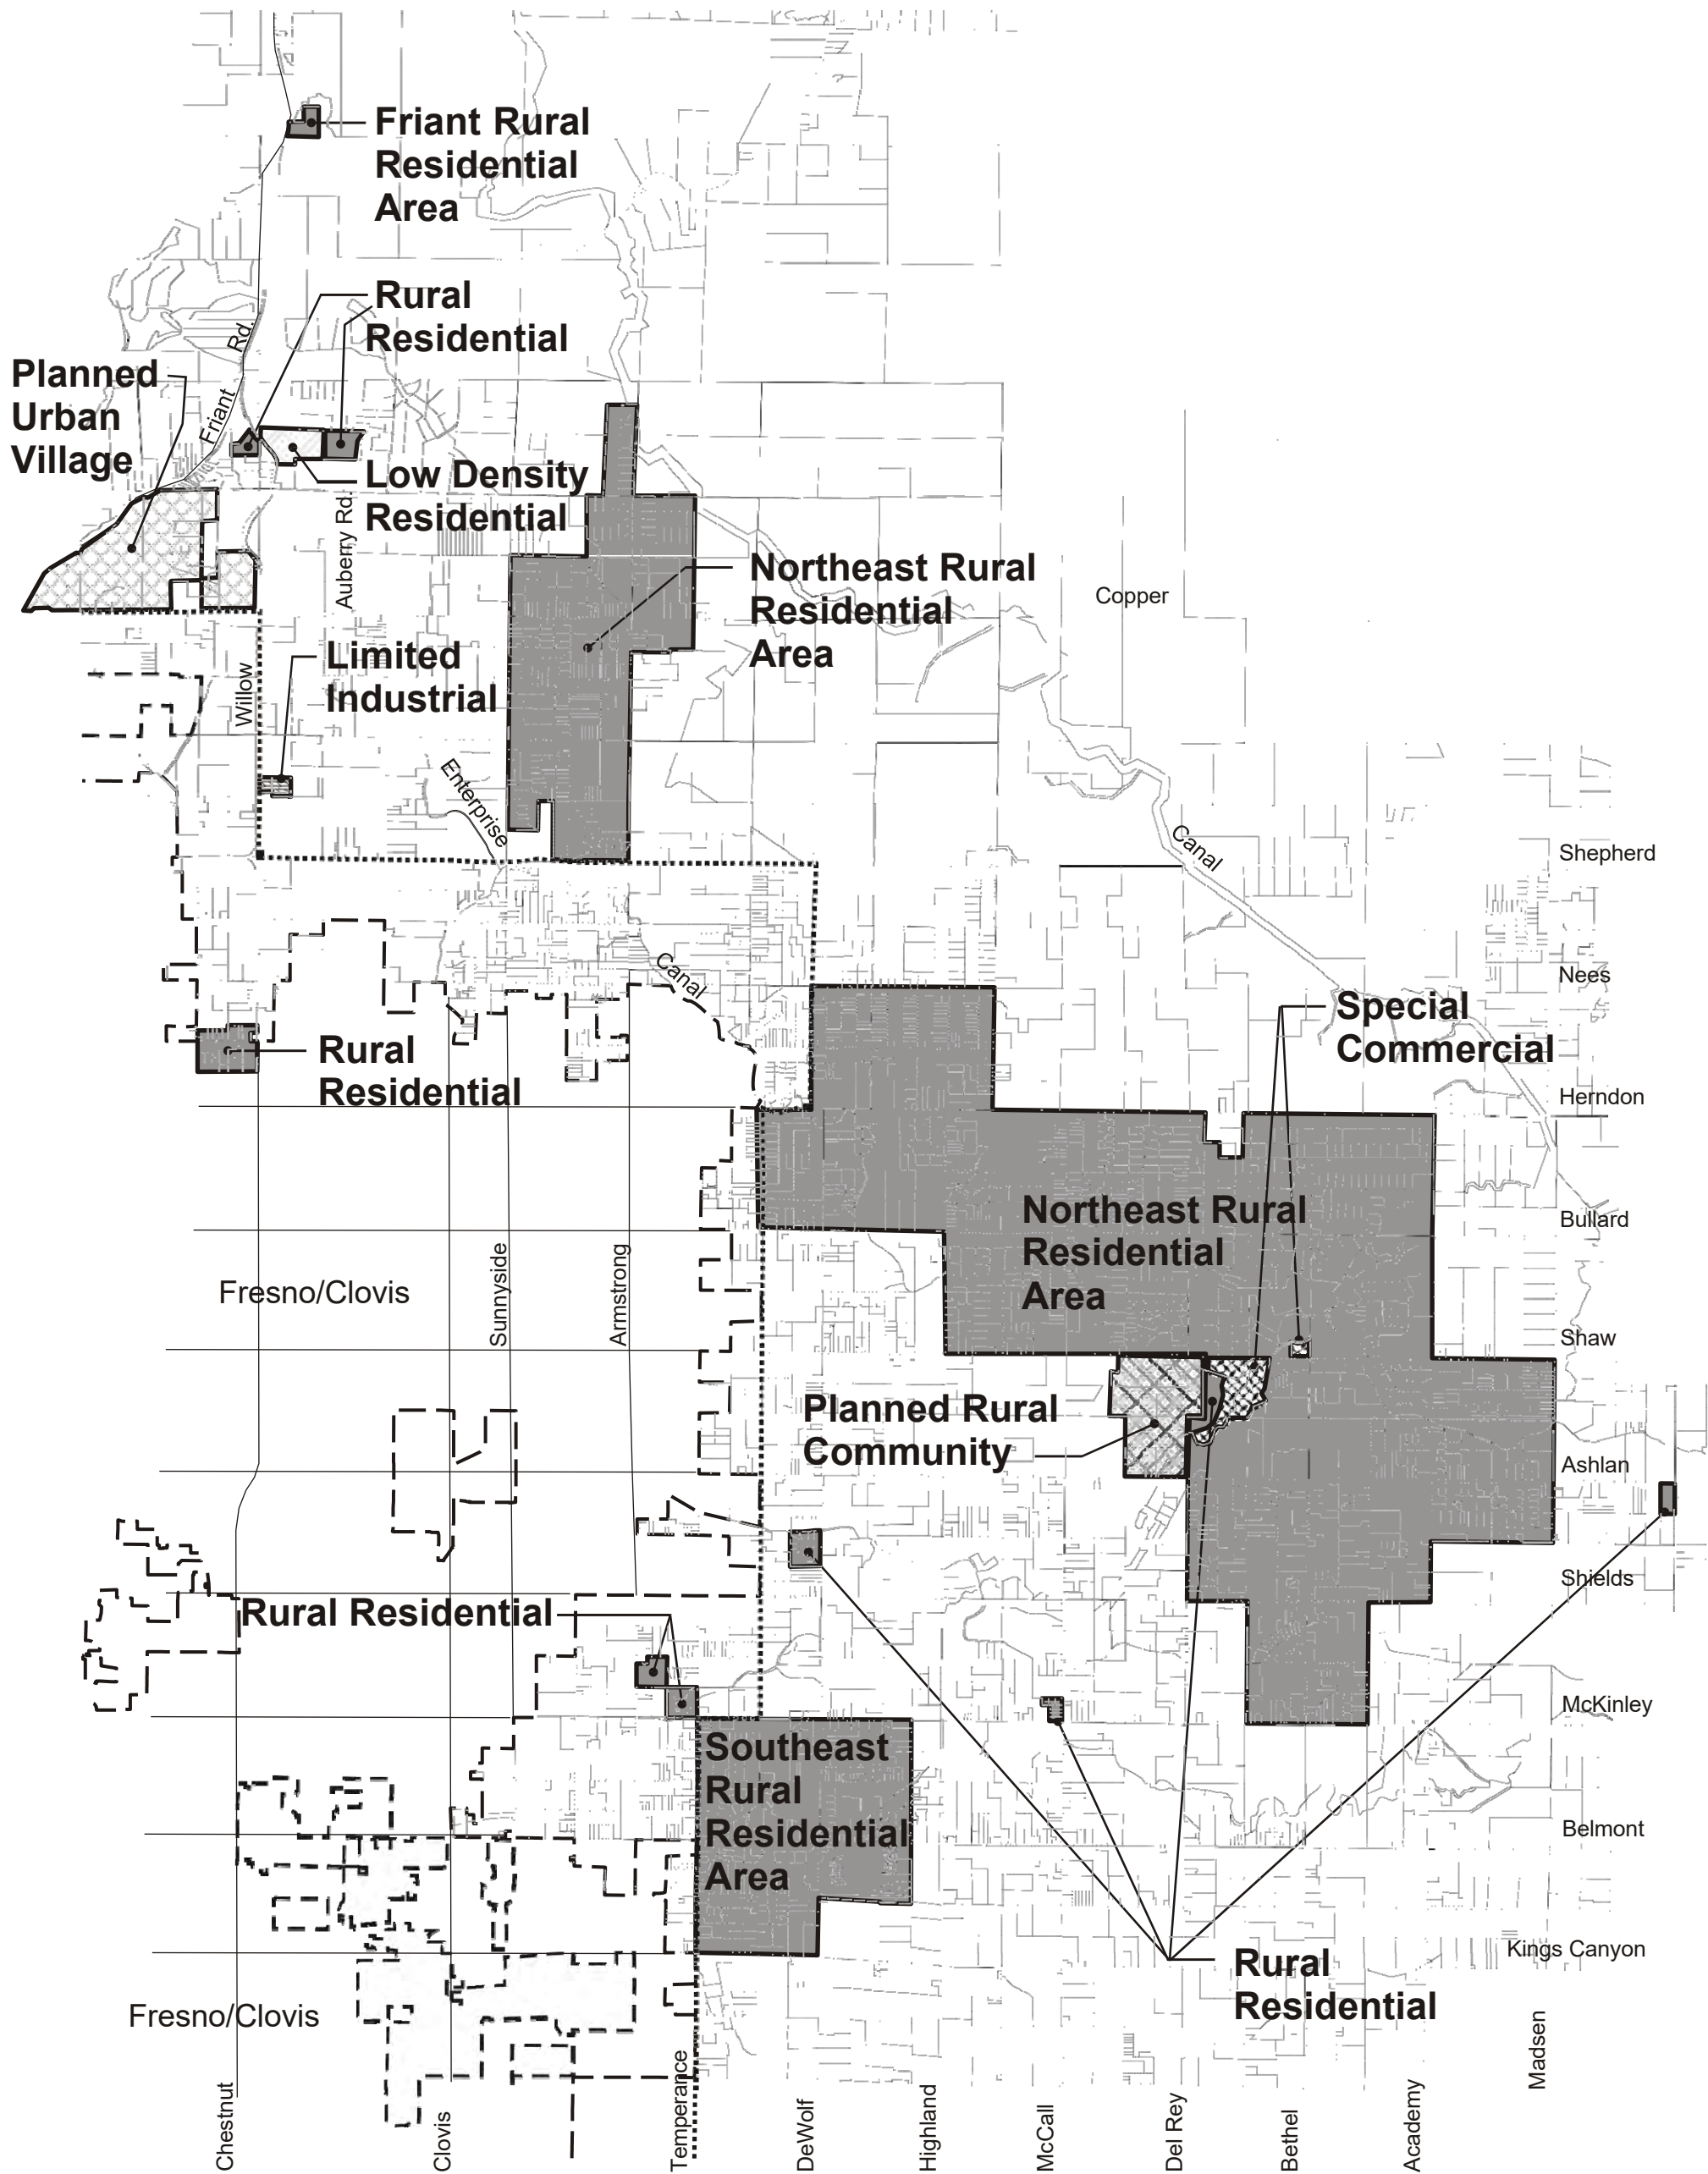 Friant Rural
Residential
Area
Rural
Residential
Friant Rd.
Planned
Urban
Village
Low Density
Residential
Auberry Rd.
Northeast Rural
Residential
Area
Copper
Limited
Industrial
Willow
Enterprise
Canal
Shepherd
Canal
Nees
Special
Commercial
Rural
Residential
Herndon
Northeast Rural
Residential
Area
Bullard
Fresno/Clovis
Sunnyside
Armstrong
Shaw
Planned Rural
Community
Ashlan
Shields
Rural Residential
McKinley
Southeast
Rural
Residential
Area
Belmont
Kings Canyon
Rural
Residential
Fresno/Clovis
Chestnut
Clovis
Temperance
DeWolf
Highland
McCall
Del Rey
Bethel
Academy
Madsen